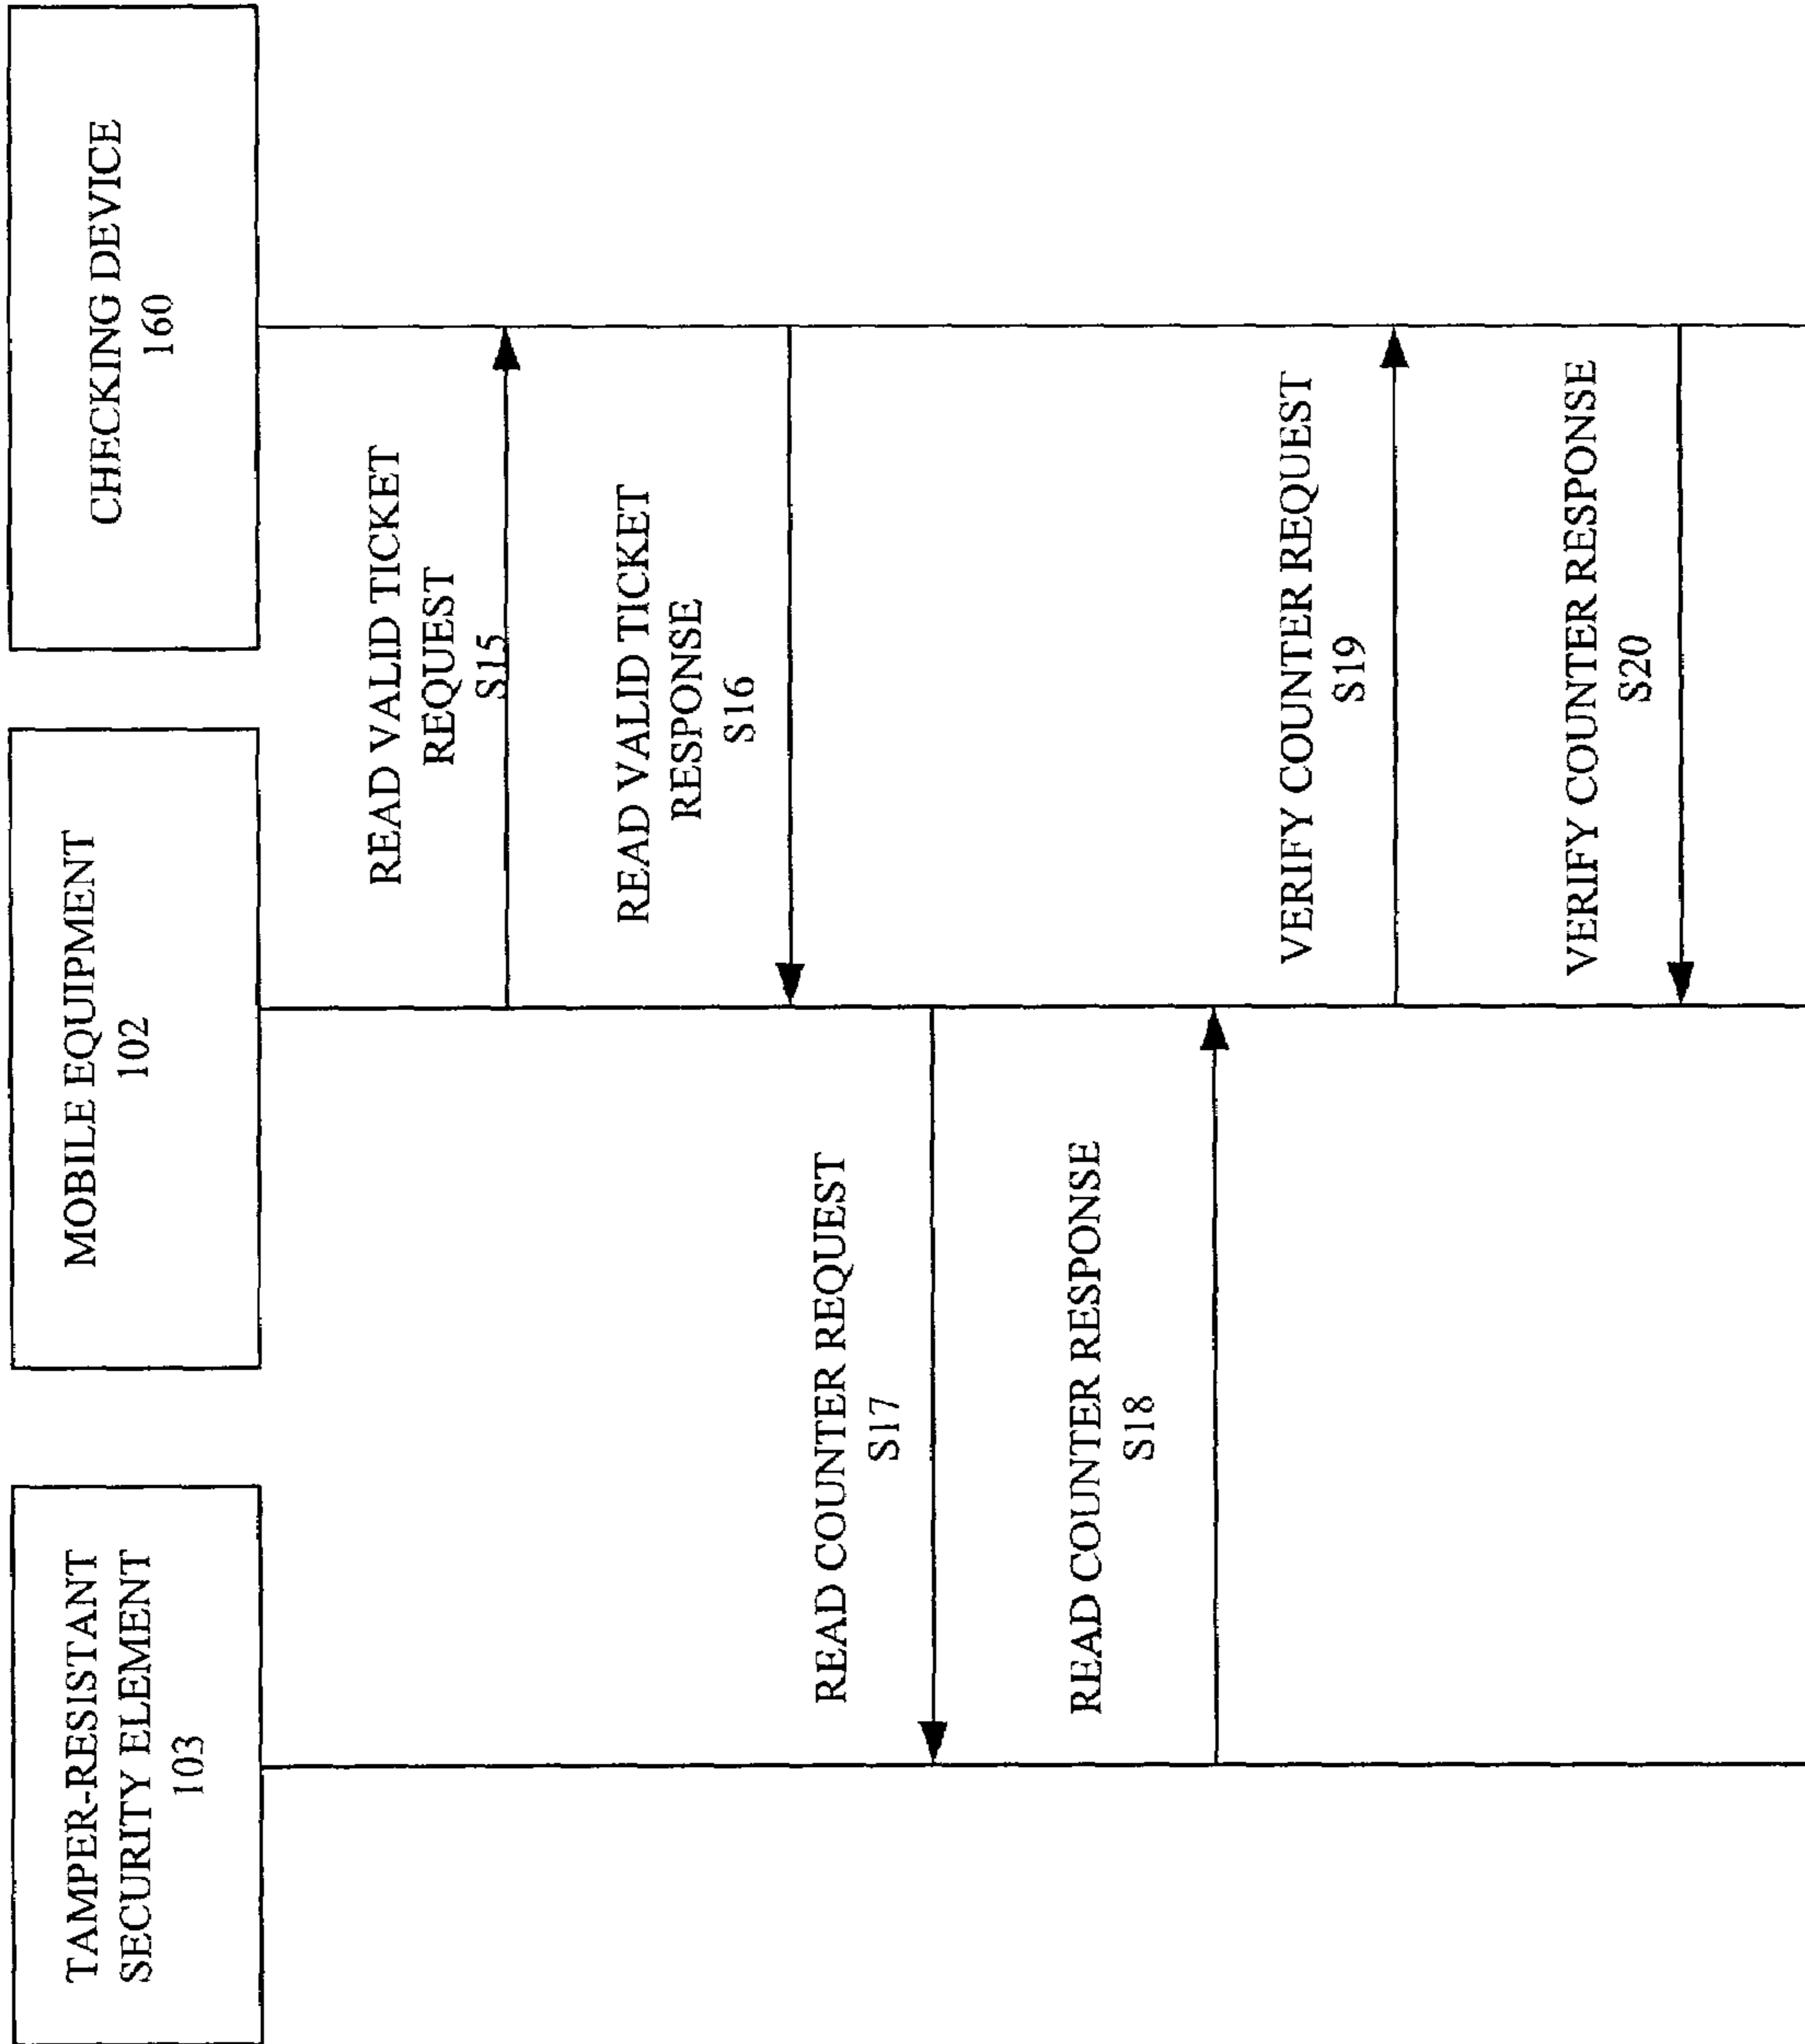 TAMPER-RESISTANT
SECURITY ELEMENT
103
MOBILE EQUIPMENT
102
CHECKING DEVICE
160
READ VALID TICKET
REQUEST
S15
READ VALID TICKET
RESPONSE
S16
READ COUNTER REQUEST
S17
READ COUNTER RESPONSE
S18
VERIFY COUNTER REQUEST
S19
VERIFY COUNTER RESPONSE
S20